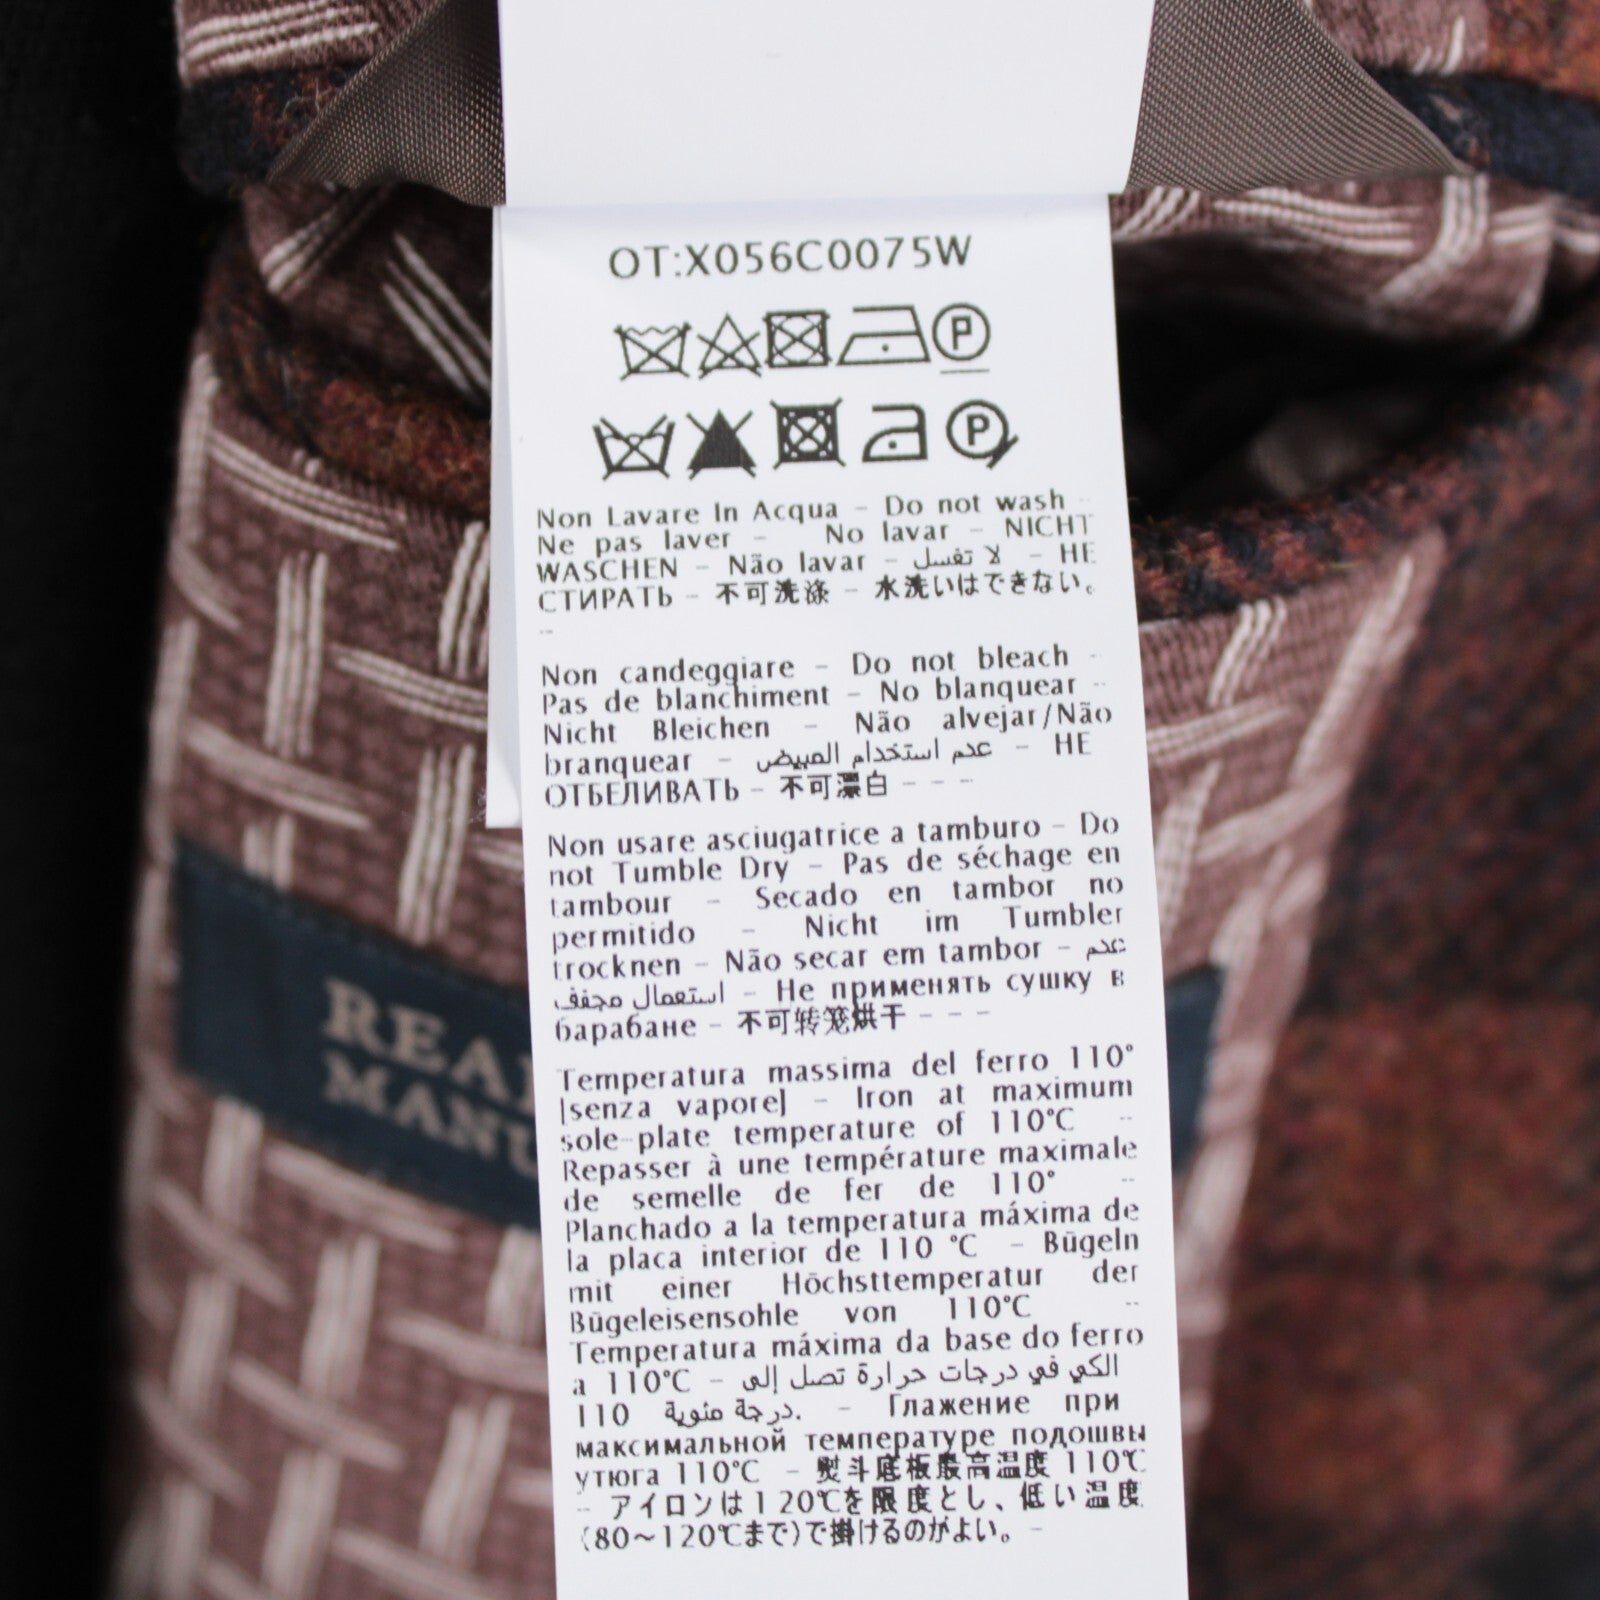 OT:X056C0075W
P
P
Non Lavare In Acqua - Do not wash -
Ne pas laver - No lavar - NICHT
WASCHEN - Não lavar - لا تغسل - НЕ
СТИРАТЬ - 不可洗涤 - 水洗いはできない。
--
Non candeggiare - Do not bleach -
Pas de blanchiment - No blanquear --
Nicht Bleichen - Não alvejar/Não
branquear - عدم استخدام المبيض - НЕ
ОТБЕЛИВАТЬ - 不可漂白 - - -
Non usare asciugatrice a tamburo - Do
not Tumble Dry - Pas de séchage en
tambour - Secado en tambor no
permitido - Nicht im Tumbler
trocknen - Não secar em tambor - عدم
استعمال مجفف - Не применять сушку в
барабане - 不可转笼烘干 - - -
Temperatura massima del ferro 110°
[senza vapore] - Iron at maximum
sole-plate temperature of 110°C --
Repasser à une température maximale
de semelle de fer de 110° --
Planchado a la temperatura máxima de
la placa interior de 110 °C - Bügeln
mit einer Höchsttemperatur der
Bügeleisensohle von 110°C --
Temperatura máxima da base do ferro
a 110°C - الكي في درجات حرارة تصل إلى
110 درجة مئوية. - Глажение при
максимальной температуре подошвы
утюга 110°C - 熨斗底板最高温度 110℃
- アイロンは120℃を限度とし、低い温度
(80～120℃まで)で掛けるのがよい。 -